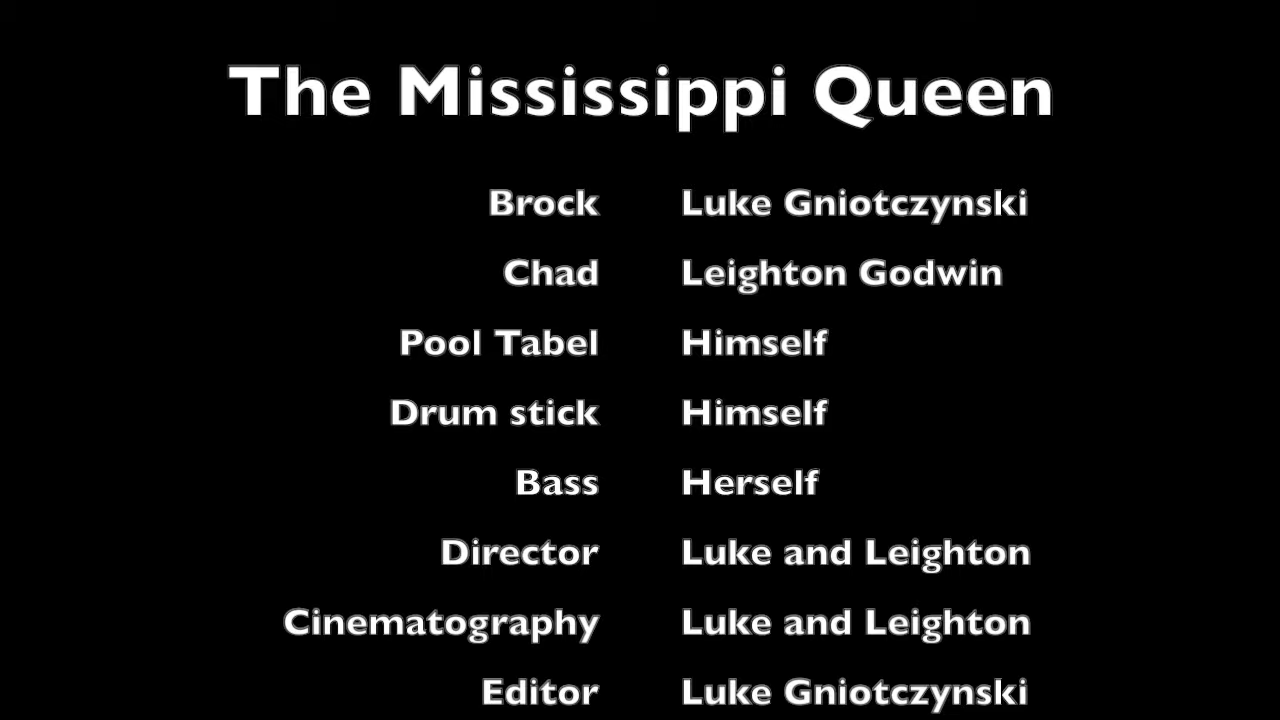 The Mississippi Queen
Brock Luke Gniotczynski
Chad Leighton Godwin
Pool Tabel Himself
Drum stick Himself
Bass Herself
Director Luke and Leighton
Cinematography Luke and Leighton
Editor Luke Gniotczynski